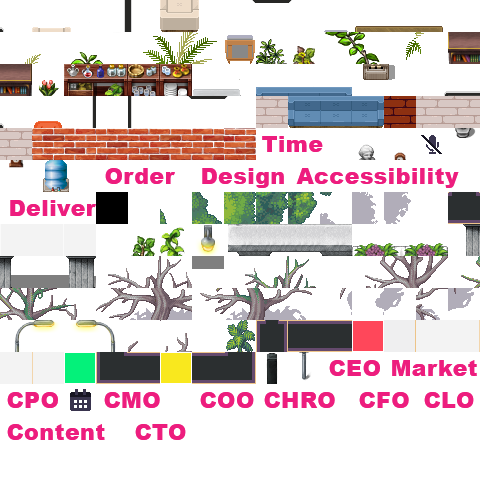 Time
Order Design Accessibility
Deliver
CEO Market
CPO CMO COO CHRO CFO CLO
Content CTO